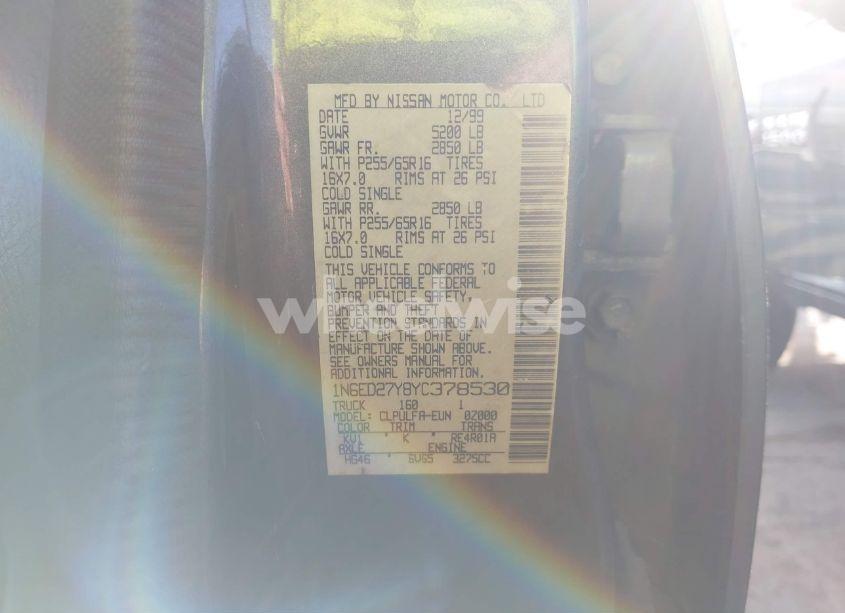 MFD BY NISSAN MOTOR CO., LTD
DATE 12/99
GVWR 5200 LB
GAWR FR. 2850 LB
WITH P255/65R16 TIRES
16X7.0 RIMS AT 26 PSI
COLD SINGLE
GAWR RR. 2850 LB
WITH P255/65R16 TIRES
16X7.0 RIMS AT 26 PSI
COLD SINGLE
THIS VEHICLE CONFORMS TO
ALL APPLICABLE FEDERAL
MOTOR VEHICLE SAFETY,
BUMPER AND THEFT
PREVENTION STANDARDS IN
EFFECT ON THE DATE OF
MANUFACTURE SHOWN ABOVE.
SEE OWNERS MANUAL FOR
ADDITIONAL INFORMATION
1N6ED27Y8YC378530
TRUCK 160 1
MODEL: CLPULFA-EUN 0Z000
COLOR TRIM TRANS
KV1 K RE4R01A
AXLE ENGINE
HG46 6V65 3275CC
wheelwise